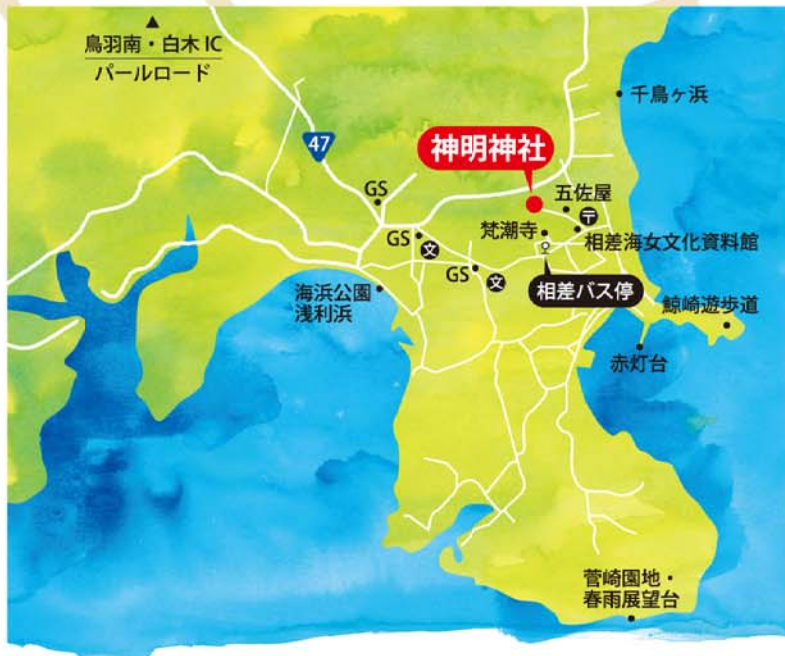 鳥羽南・白木 IC
パールロード
千鳥ヶ浜
47
神明神社
GS
五佐屋
〒
梵潮寺
相差海女文化資料館
GS
文
GS
文
相差バス停
海浜公園
浅利浜
鯨崎遊歩道
赤灯台
菅崎園地・
春雨展望台